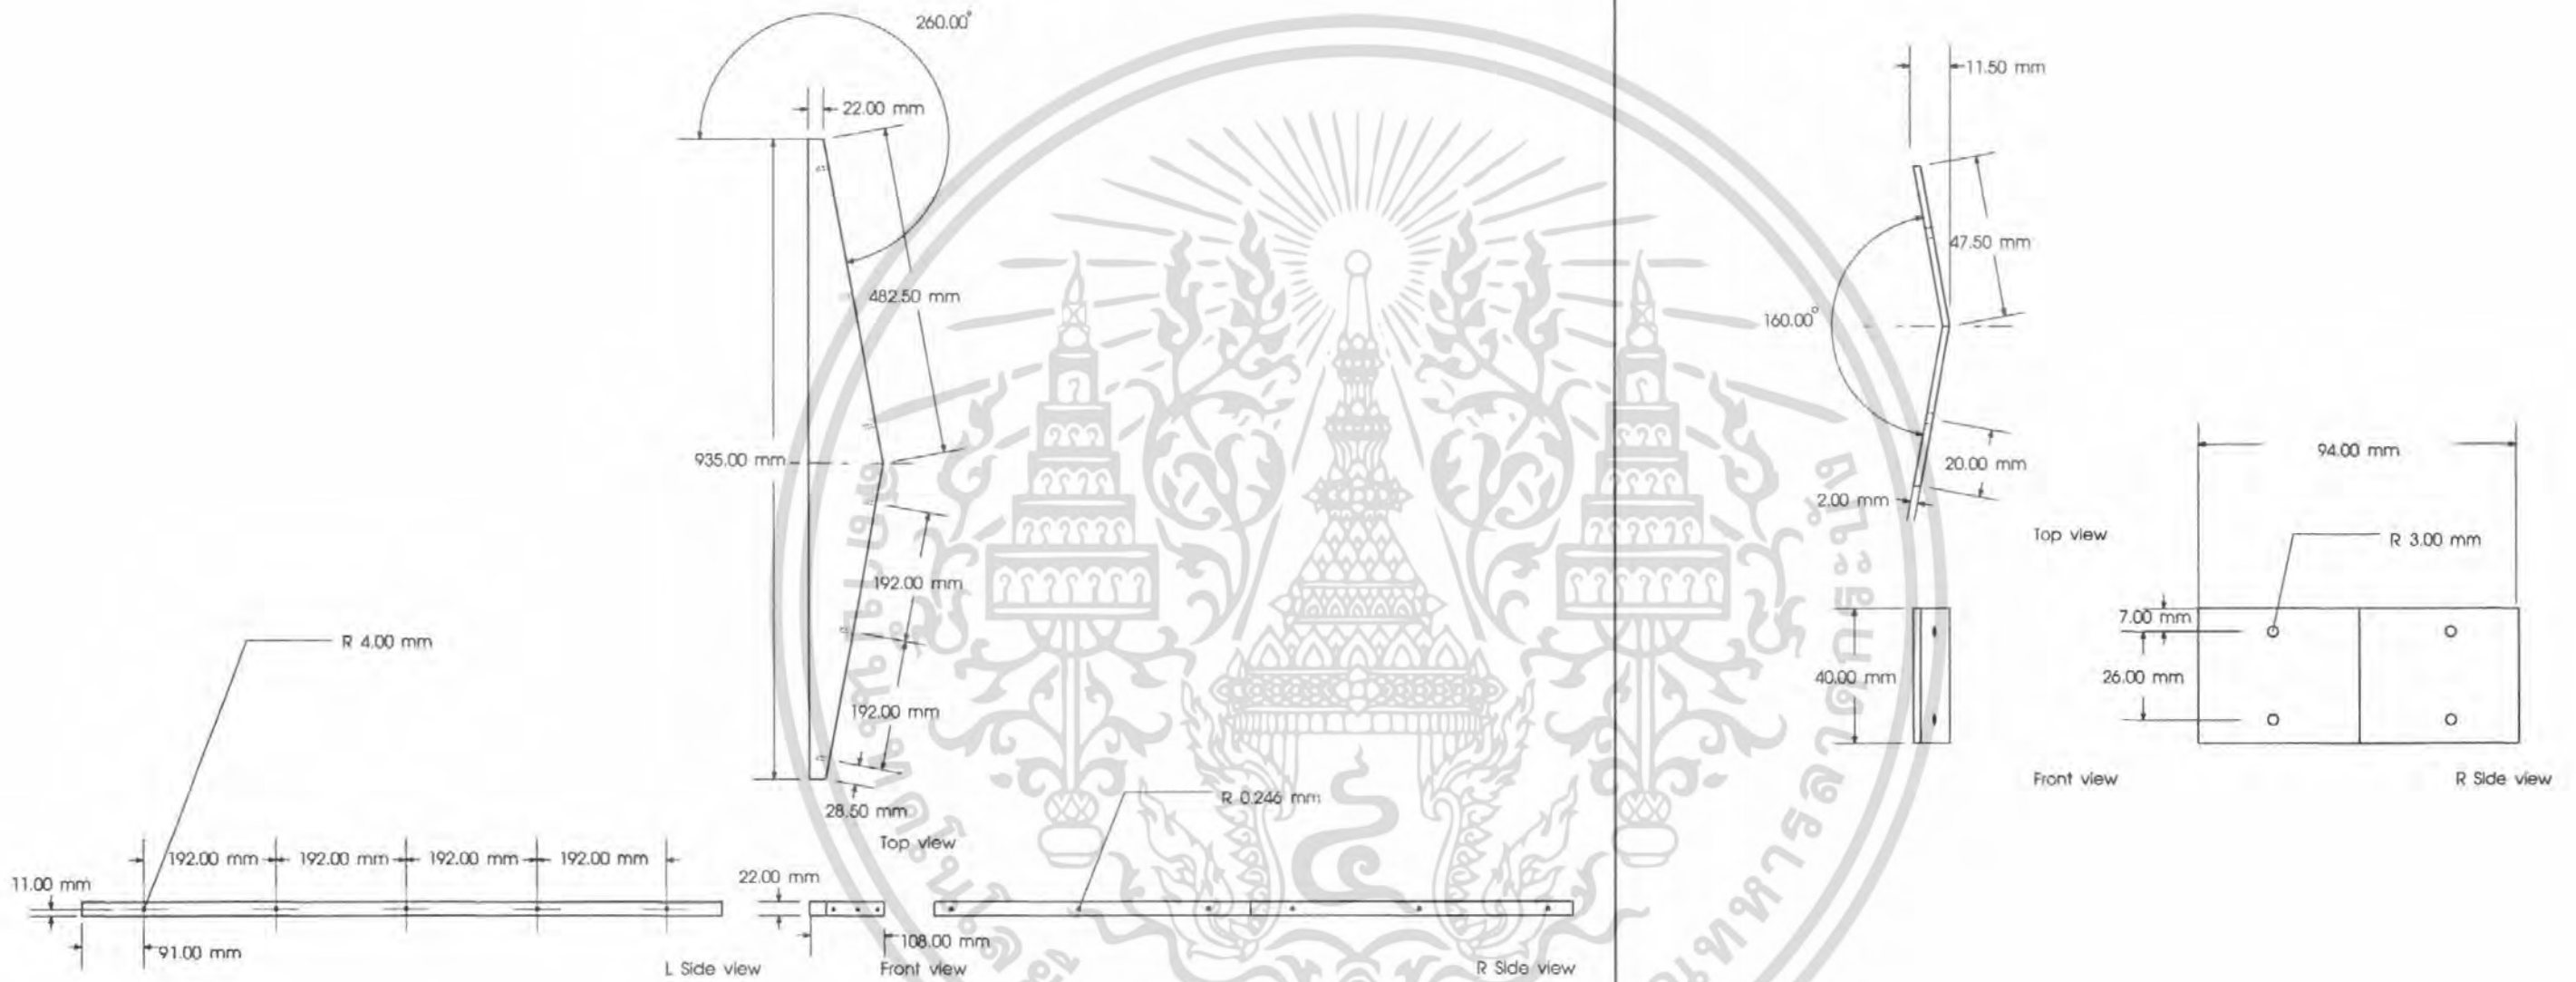 260.00°
22.00 mm
482.50 mm
935.00 mm
192.00 mm
192.00 mm
28.50 mm
Top view
R 4.00 mm
192.00 mm
192.00 mm
192.00 mm
192.00 mm
11.00 mm
91.00 mm
L Side view
22.00 mm
108.00 mm
Front view
R 0.246 mm
R Side view
11.50 mm
47.50 mm
160.00°
20.00 mm
2.00 mm
Top view
94.00 mm
R 3.00 mm
7.00 mm
26.00 mm
40.00 mm
Front view
R Side view